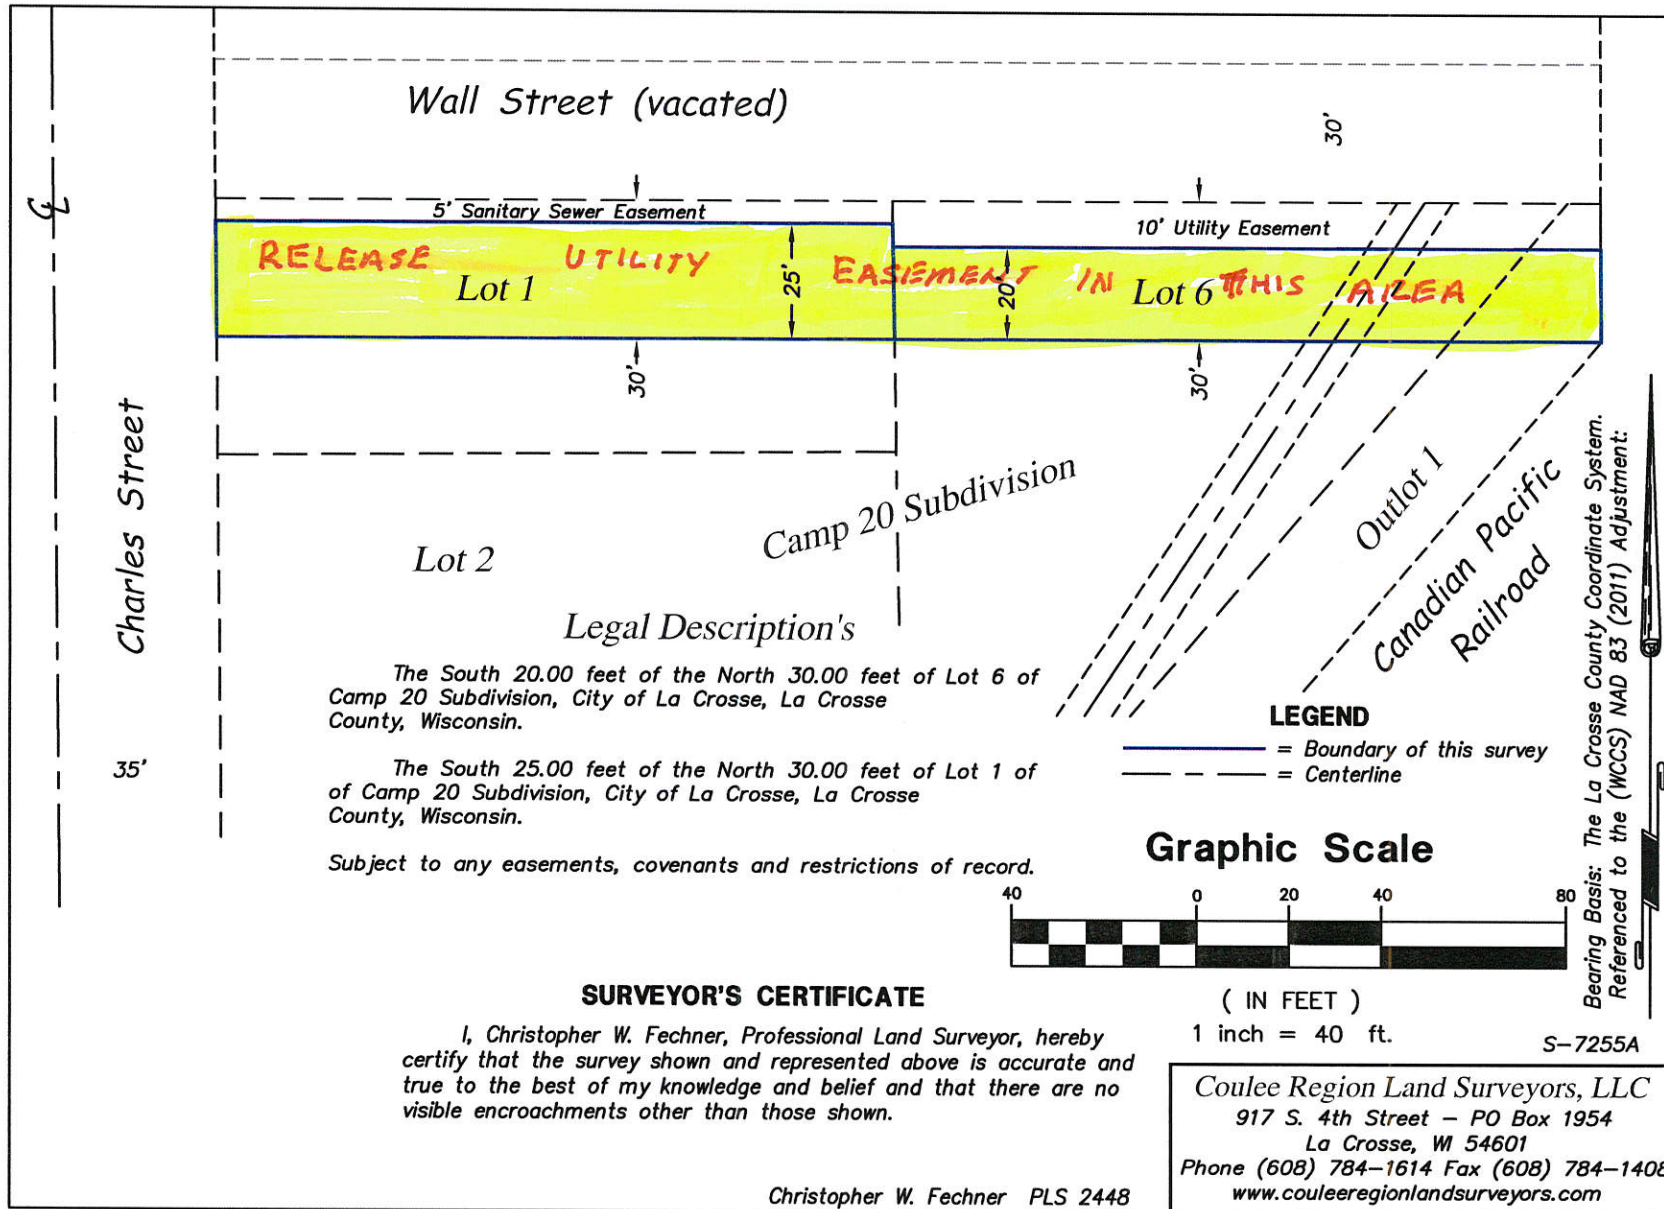 Wall Street (vacated)
30'
℄
5' Sanitary Sewer Easement
10' Utility Easement
RELEASE UTILITY EASEMENT IN THIS AREA
Lot 1
25'
20'
Lot 6
30'
30'
Charles Street
35'
Lot 2
Camp 20 Subdivision
Outlot 1
Canadian Pacific
Railroad
Legal Description's
The South 20.00 feet of the North 30.00 feet of Lot 6 of
Camp 20 Subdivision, City of La Crosse, La Crosse
County, Wisconsin.
The South 25.00 feet of the North 30.00 feet of Lot 1 of
of Camp 20 Subdivision, City of La Crosse, La Crosse
County, Wisconsin.
Subject to any easements, covenants and restrictions of record.
LEGEND
= Boundary of this survey
= Centerline
Bearing Basis: The La Crosse County Coordinate System.
Referenced to the (WCCS) NAD 83 (2011) Adjustment:
Graphic Scale
40 0 20 40 80
( IN FEET )
1 inch = 40 ft.
S-7255A
SURVEYOR'S CERTIFICATE
I, Christopher W. Fechner, Professional Land Surveyor, hereby
certify that the survey shown and represented above is accurate and
true to the best of my knowledge and belief and that there are no
visible encroachments other than those shown.
Christopher W. Fechner PLS 2448
Coulee Region Land Surveyors, LLC
917 S. 4th Street - PO Box 1954
La Crosse, WI 54601
Phone (608) 784-1614 Fax (608) 784-1408
www.couleeregionlandsurveyors.com